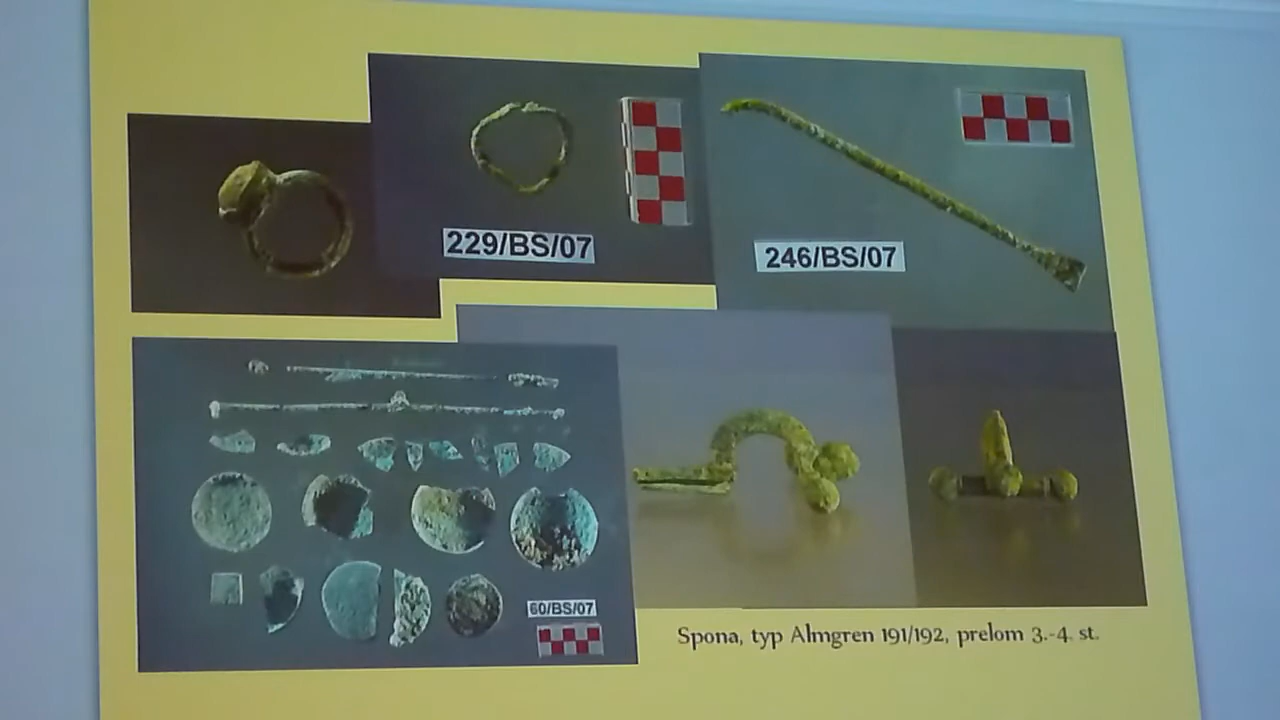 229/BS/07
246/BS/07
60/BS/07
Spona, typ Almgren 191/192, prelom 3.-4. st.